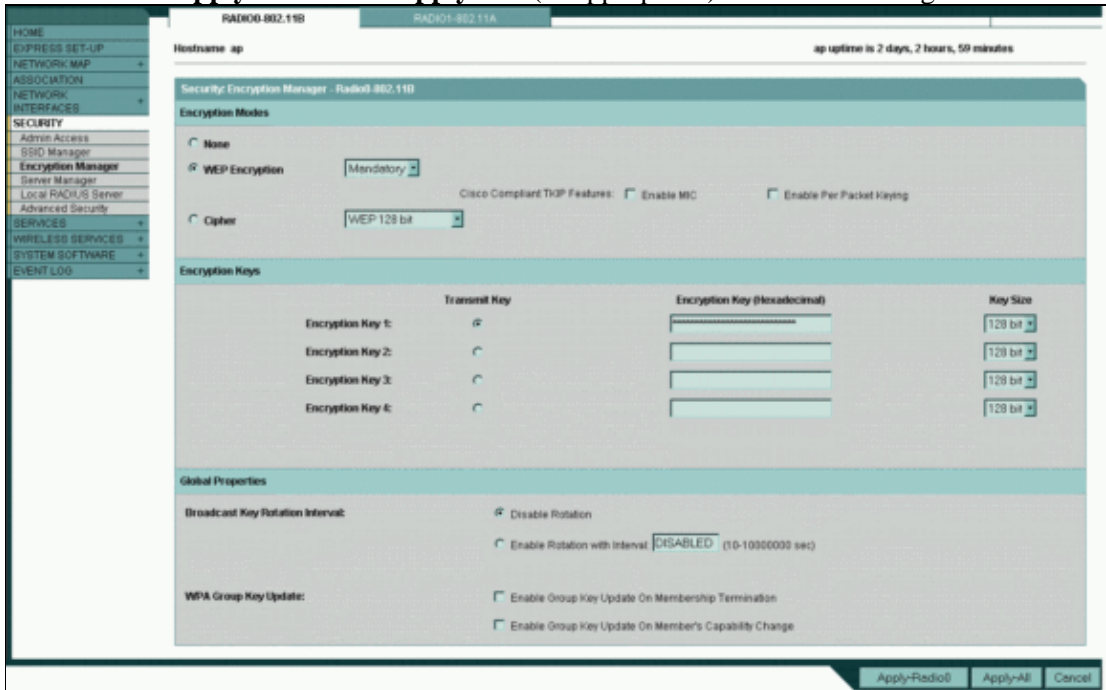 RADIO0-802.11B
RADIO1-802.11A
HOME
EXPRESS SET-UP
NETWORK MAP +
ASSOCIATION
NETWORK
INTERFACES +
SECURITY
Admin Access
SSID Manager
Encryption Manager
Server Manager
Local RADIUS Server
Advanced Security
SERVICES +
WIRELESS SERVICES +
SYSTEM SOFTWARE +
EVENT LOG +
Hostname ap
ap uptime is 2 days, 2 hours, 59 minutes
Security: Encryption Manager - Radio0-802.11B
Encryption Modes
None
WEP Encryption Mandatory
Cisco Compliant TKIP Features: Enable MIC Enable Per Packet Keying
Cipher WEP 128 bit
Encryption Keys
Transmit Key Encryption Key (Hexadecimal) Key Size
Encryption Key 1: 128 bit
Encryption Key 2: 128 bit
Encryption Key 3: 128 bit
Encryption Key 4: 128 bit
Global Properties
Broadcast Key Rotation Interval: Disable Rotation
Enable Rotation with Interval: DISABLED (10-10000000 sec)
WPA Group Key Update: Enable Group Key Update On Membership Termination
Enable Group Key Update On Member's Capability Change
Apply-Radio0 Apply-All Cancel